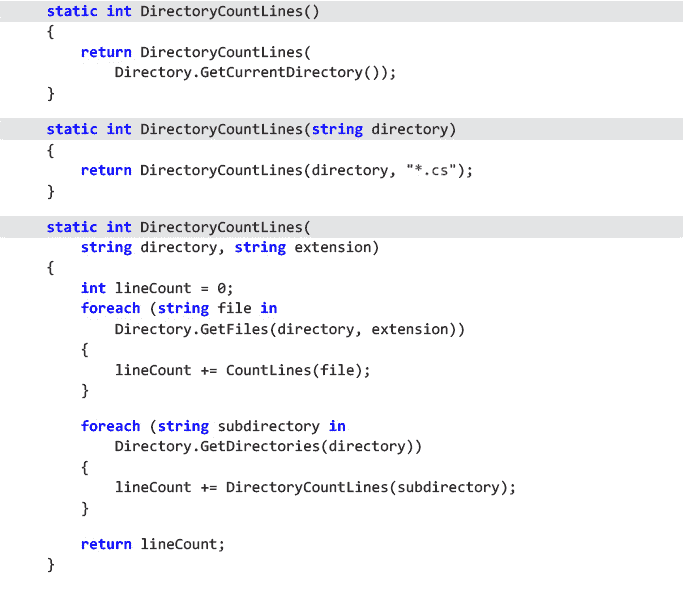 static int DirectoryCountLines()
{
    return DirectoryCountLines(
        Directory.GetCurrentDirectory());
}
static int DirectoryCountLines(string directory)
{
    return DirectoryCountLines(directory, "*.cs");
}
static int DirectoryCountLines(
    string directory, string extension)
{
    int lineCount = 0;
    foreach (string file in
        Directory.GetFiles(directory, extension))
    {
        lineCount += CountLines(file);
    }
    foreach (string subdirectory in
        Directory.GetDirectories(directory))
    {
        lineCount += DirectoryCountLines(subdirectory);
    }
    return lineCount;
}